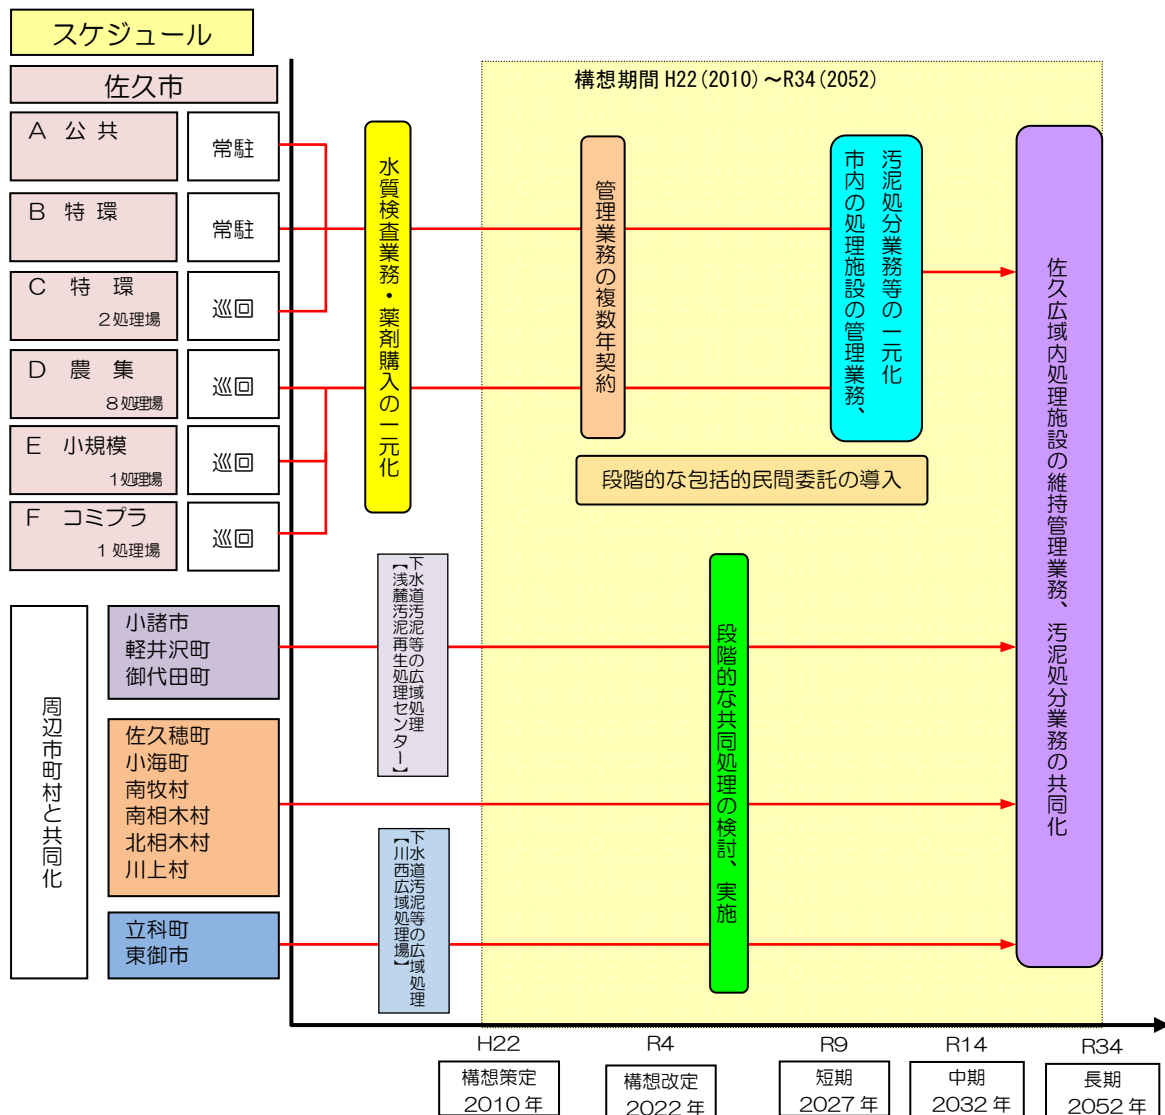 スケジュール
佐久市
構想期間 H22(2010)～R34(2052)
A 公 共
常駐
B 特 環
常駐
C 特 環
2処理場
巡回
D 農 集
8処理場
巡回
E 小規模
1処理場
巡回
F コミプラ
1処理場
巡回
水質検査業務・薬剤購入の一元化
管理業務の複数年契約
市内の処理施設の管理業務、
汚泥処分業務等の一元化
段階的な包括的民間委託の導入
佐久広域内処理施設の維持管理業務、汚泥処分業務の共同化
周辺市町村と共同化
小諸市
軽井沢町
御代田町
下水道汚泥等の広域処理
【浅麓汚泥再生処理センター】
佐久穂町
小海町
南牧村
南相木村
北相木村
川上村
段階的な共同処理の検討、実施
立科町
東御市
下水道汚泥等の広域処理
【川西広域処理場】
H22
R4
R9
R14
R34
構想策定
2010年
構想改定
2022年
短期
2027年
中期
2032年
長期
2052年